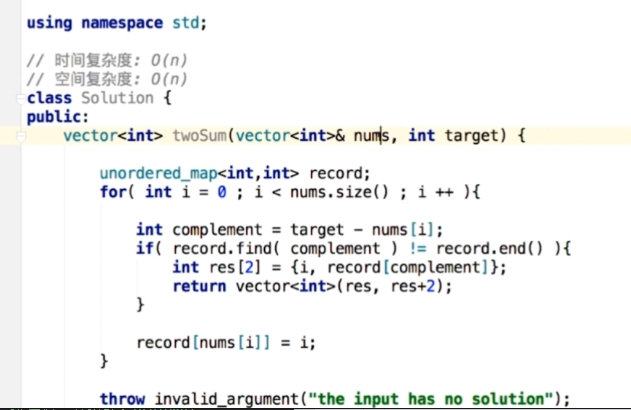 using namespace std;
// 时间复杂度: O(n)
// 空间复杂度: O(n)
class Solution {
public:
    vector<int> twoSum(vector<int>& nums, int target) {
        unordered_map<int,int> record;
        for( int i = 0 ; i < nums.size() ; i ++ ){
            int complement = target - nums[i];
            if( record.find( complement ) != record.end() ){
                int res[2] = {i, record[complement]};
                return vector<int>(res, res+2);
            }
            record[nums[i]] = i;
        }
        throw invalid_argument("the input has no solution");